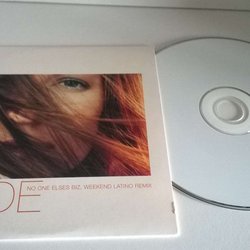 DE
NO ONE ELSES BIZ. WEEKEND LATINO REMIX